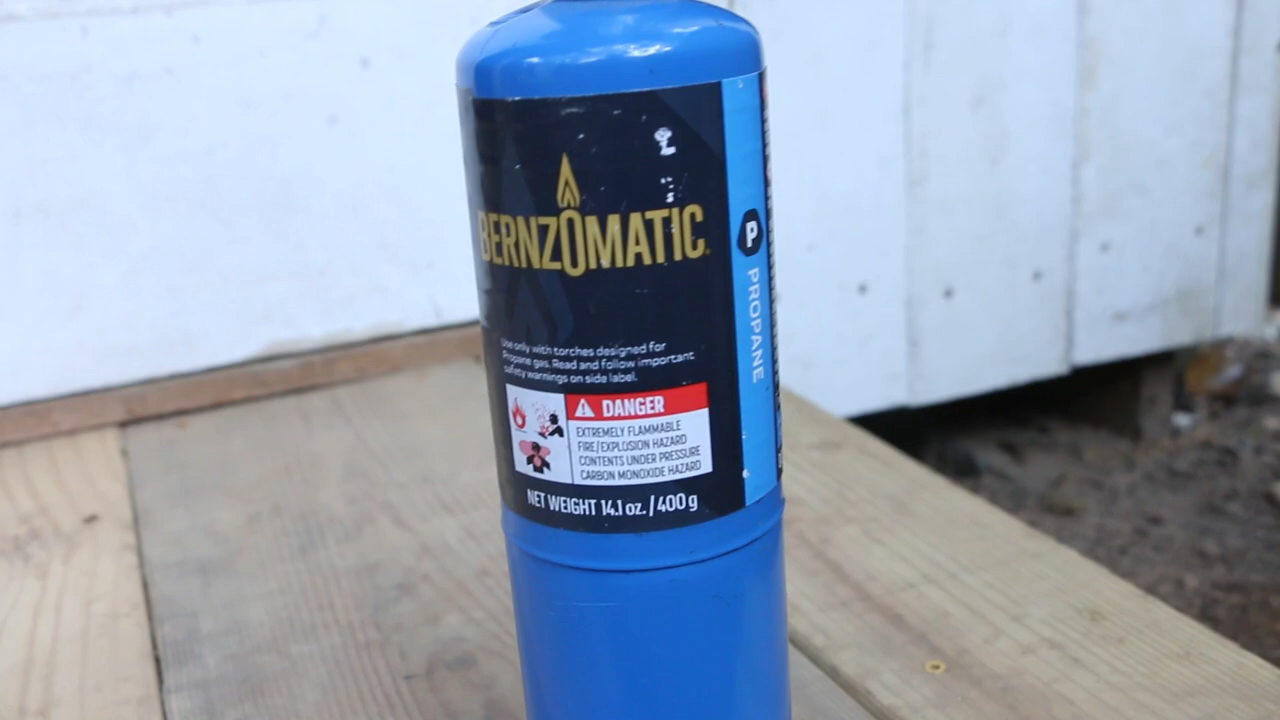 BERNZOMATIC
Use only with torches designed for
Propane gas. Read and follow important
safety warnings on side label.
DANGER
EXTREMELY FLAMMABLE
FIRE/EXPLOSION HAZARD
CONTENTS UNDER PRESSURE
CARBON MONOXIDE HAZARD
NET WEIGHT 14.1 oz. / 400 g
P PROPANE